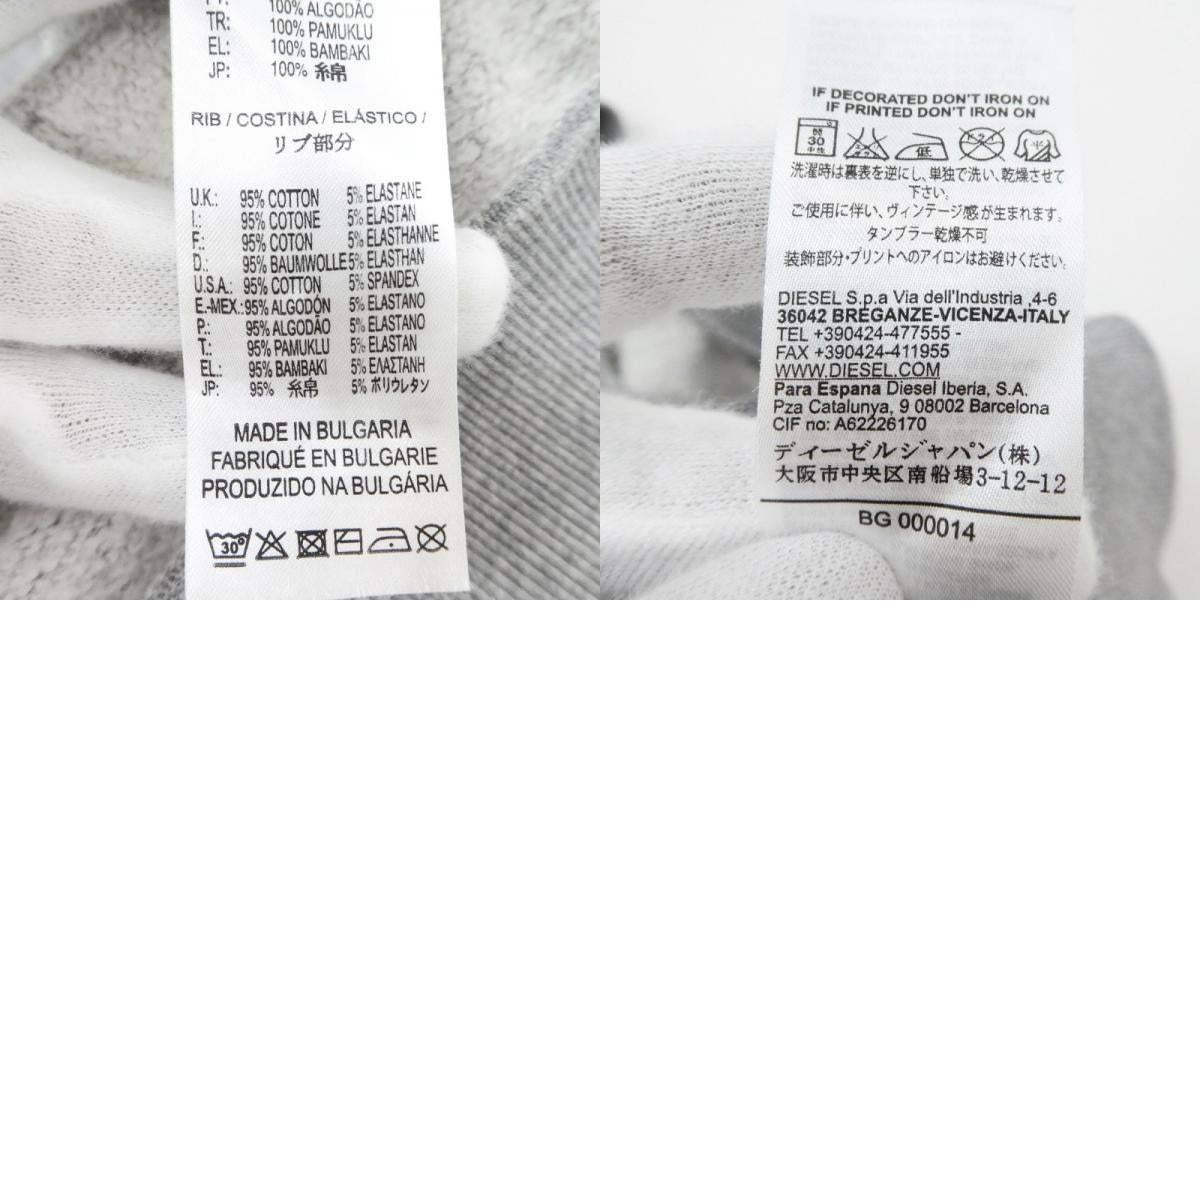 100% ALGODÃO
TR: 100% PAMUKLU
EL: 100% BAMBAKI
JP: 100% 綿
RIB / COSTINA / ELÁSTICO /
リブ部分
U.K.: 95% COTTON 5% ELASTANE
I.: 95% COTONE 5% ELASTAN
F.: 95% COTON 5% ELASTHANNE
D.: 95% BAUMWOLLE 5% ELASTHAN
U.S.A.: 95% COTTON 5% SPANDEX
E.-MEX.: 95% ALGODÓN 5% ELASTANO
P.: 95% ALGODÃO 5% ELASTANO
T.: 95% PAMUKLU 5% ELASTAN
EL.: 95% BAMBAKI 5% ΕΛΑΣΤΑΝΗ
JP: 95% 綿 5% ポリウレタン
MADE IN BULGARIA
FABRIQUÉ EN BULGARIE
PRODUZIDO NA BULGÁRIA
30°
IF DECORATED DON'T IRON ON
IF PRINTED DON'T IRON ON
30 中性 低
洗濯時は裏表を逆にし、単独で洗い、乾燥させて
下さい。
ご使用に伴い、ヴィンテージ感が生まれます。
タンブラー乾燥不可
装飾部分・プリントへのアイロンはお避けください。
DIESEL S.p.a Via dell'Industria ,4-6
36042 BREGANZE-VICENZA-ITALY
TEL +390424-477555 -
FAX +390424-411955
WWW.DIESEL.COM
Para Espana Diesel Iberia, S.A.
Pza Catalunya, 9 08002 Barcelona
CIF no: A62226170
ディーゼルジャパン(株)
大阪市中央区南船場3-12-12
BG 000014